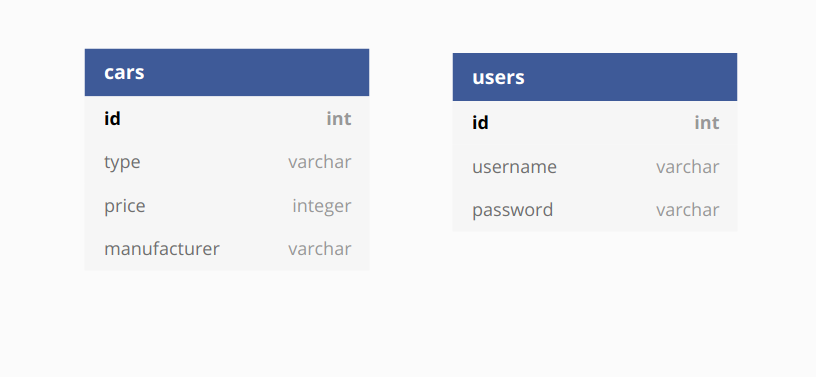 cars
id int
type varchar
price integer
manufacturer varchar
users
id int
username varchar
password varchar